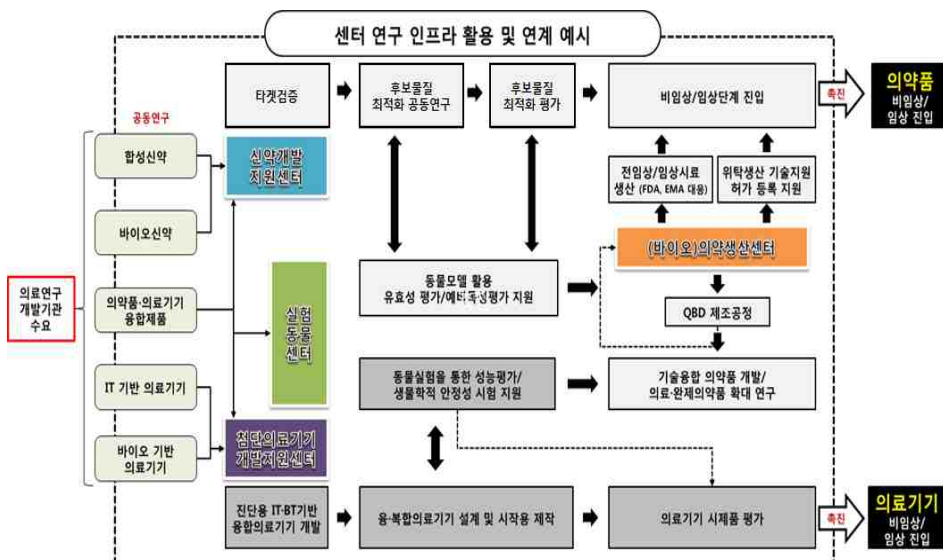 센터 연구 인프라 활용 및 연계 예시
타겟검증
후보물질
최적화 공동연구
후보물질
최적화 평가
비임상/임상단계 진입
촉진
의약품
비임상/
임상 진입
공동연구
합성신약
신약개발
지원센터
전임상/임상시료
생산 (FDA, EMA 대응)
위탁생산 기술지원
허가 등록 지원
바이오신약
(바이오)의약생산센터
의료연구
개발기관
수요
의약품·의료기기
융합제품
실험
동물
센터
동물모델 활용
유효성 평가/예비독성평가 지원
QBD 제조공정
IT 기반 의료기기
동물실험을 통한 성능평가/
생물학적 안정성 시험 지원
기술융합 의약품 개발/
의료·완제의약품 확대 연구
바이오 기반
의료기기
첨단의료기기
개발지원센터
진단용 IT·BT기반
융합의료기기 개발
융·복합의료기기 설계 및 시작용 제작
의료기기 시제품 평가
촉진
의료기기
비임상/
임상 진입